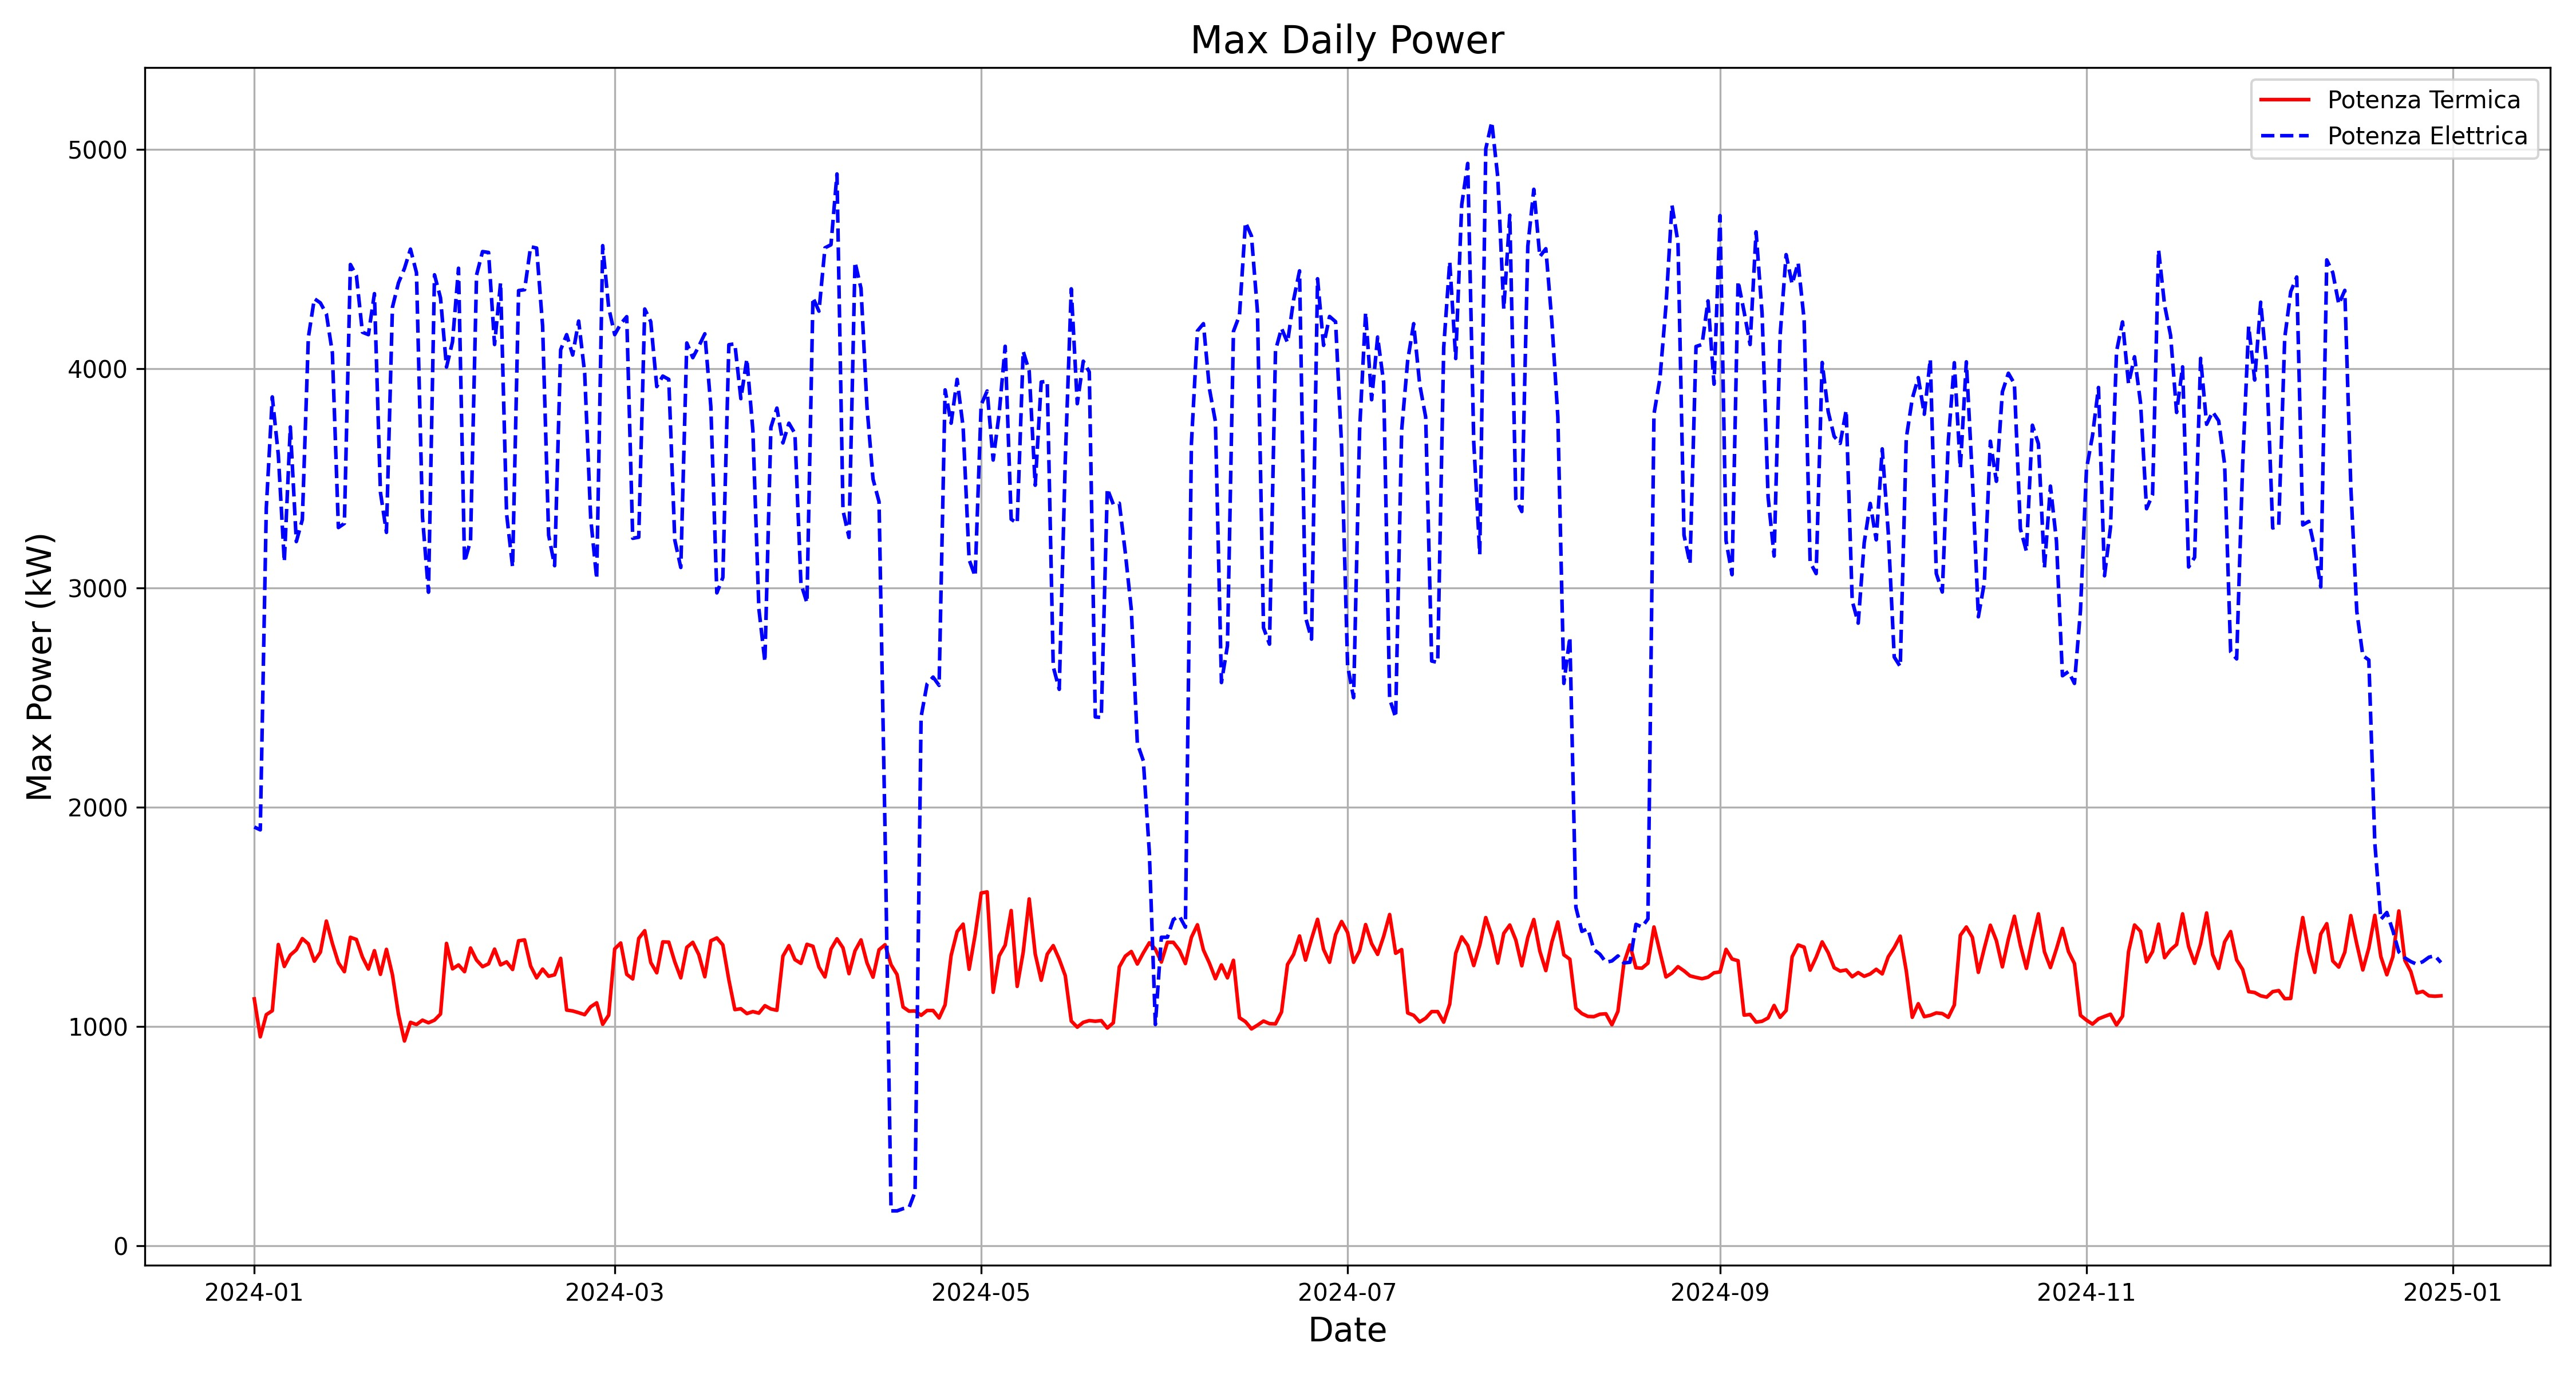 Max Daily Power
Potenza Termica
Potenza Elettrica
Max Power (kW)
5000
4000
3000
2000
1000
0
2024-01
2024-03
2024-05
2024-07
2024-09
2024-11
2025-01
Date